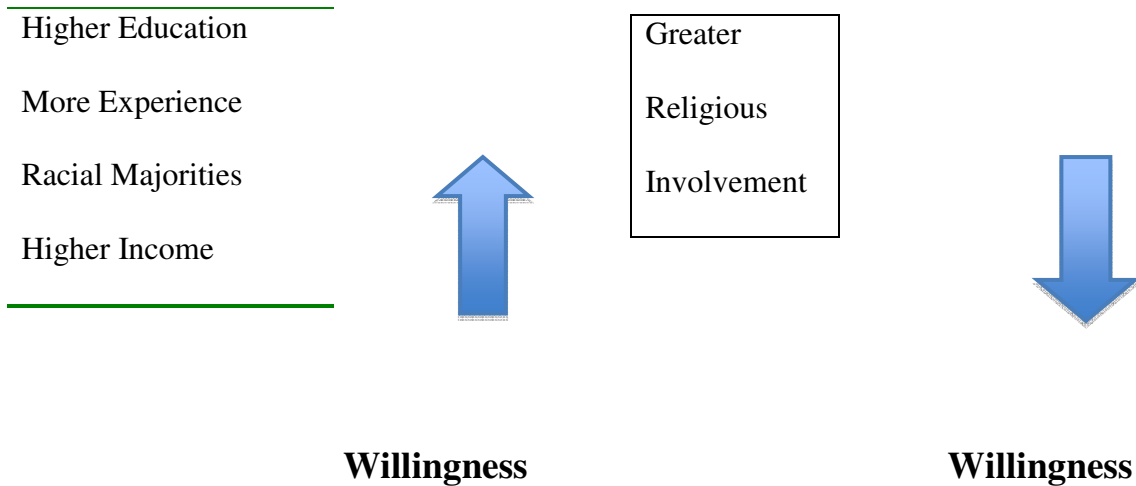 Higher Education
More Experience
Racial Majorities
Higher Income
Greater
Religious
Involvement
Willingness
Willingness